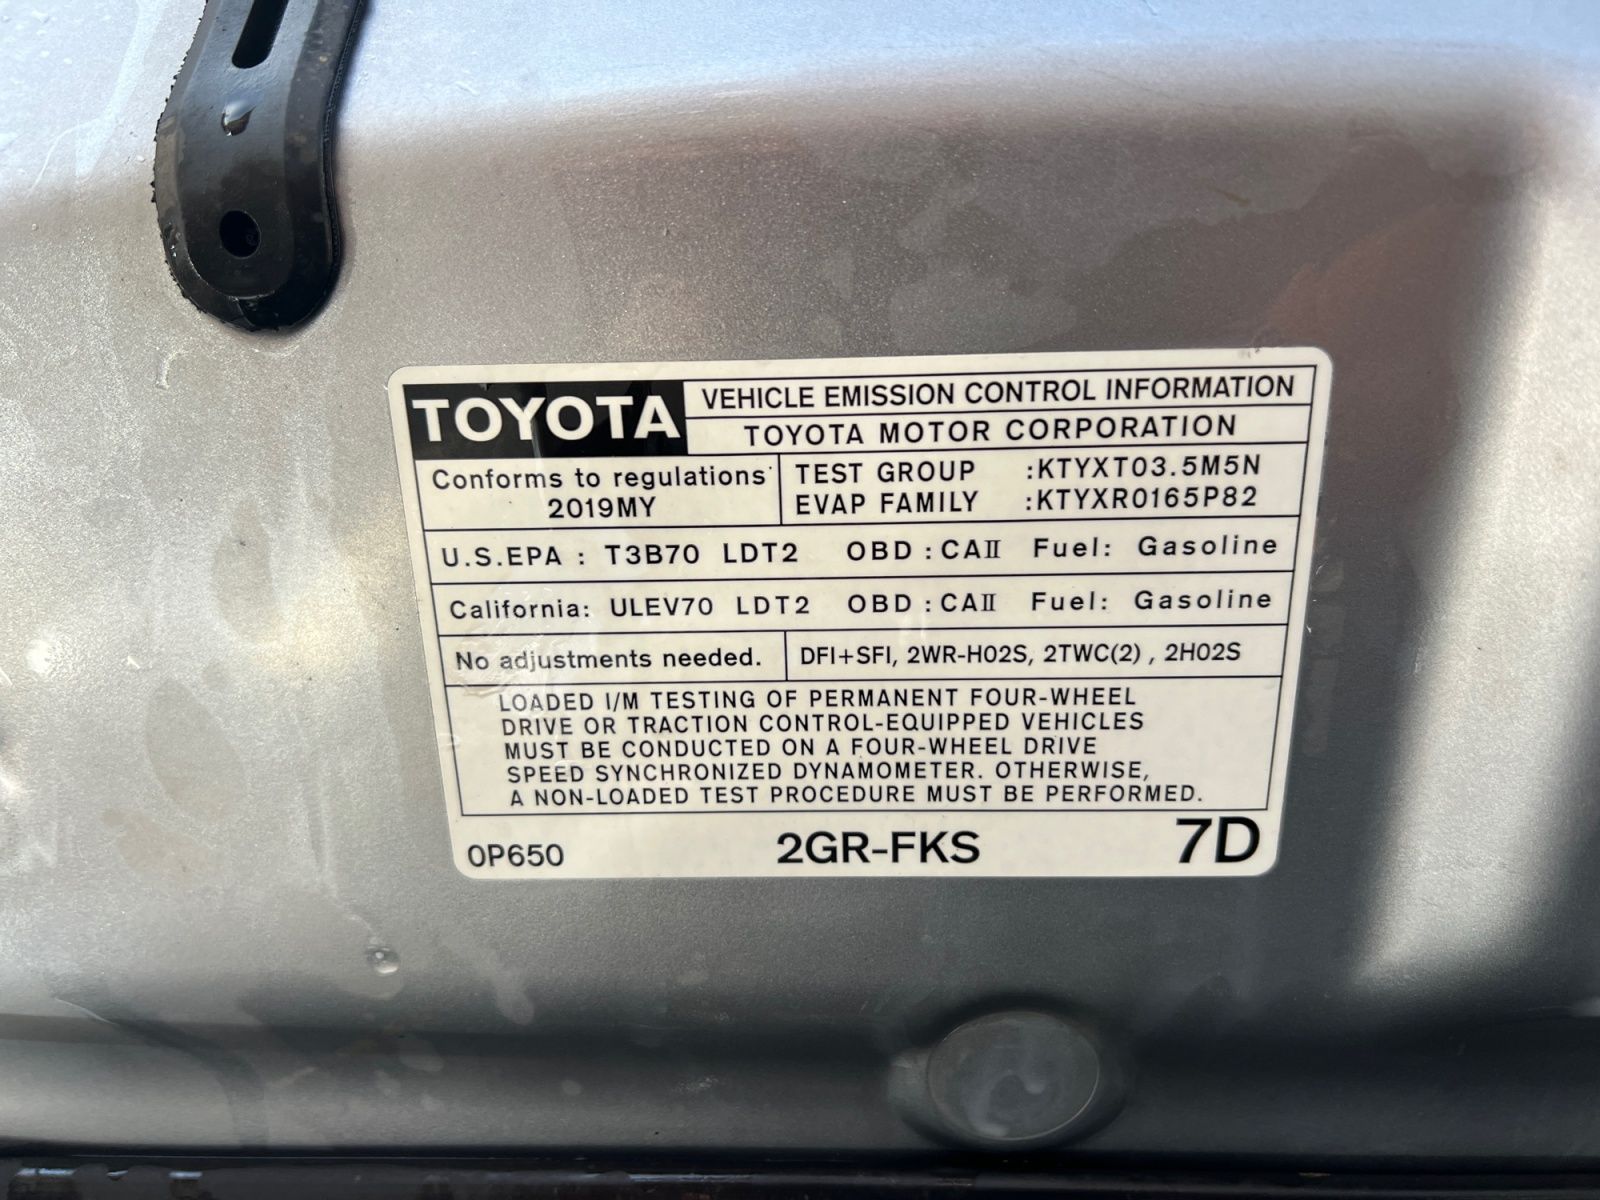 TOYOTA
VEHICLE EMISSION CONTROL INFORMATION
TOYOTA MOTOR CORPORATION
Conforms to regulations
2019MY
TEST GROUP :KTYXT03.5M5N
EVAP FAMILY :KTYXR0165P82
U.S.EPA : T3B70 LDT2 OBD : CAII Fuel: Gasoline
California: ULEV70 LDT2 OBD : CAII Fuel: Gasoline
No adjustments needed.
DFI+SFI, 2WR-HO2S, 2TWC(2) , 2HO2S
LOADED I/M TESTING OF PERMANENT FOUR-WHEEL
DRIVE OR TRACTION CONTROL-EQUIPPED VEHICLES
MUST BE CONDUCTED ON A FOUR-WHEEL DRIVE
SPEED SYNCHRONIZED DYNAMOMETER. OTHERWISE,
A NON-LOADED TEST PROCEDURE MUST BE PERFORMED.
0P650 2GR-FKS 7D